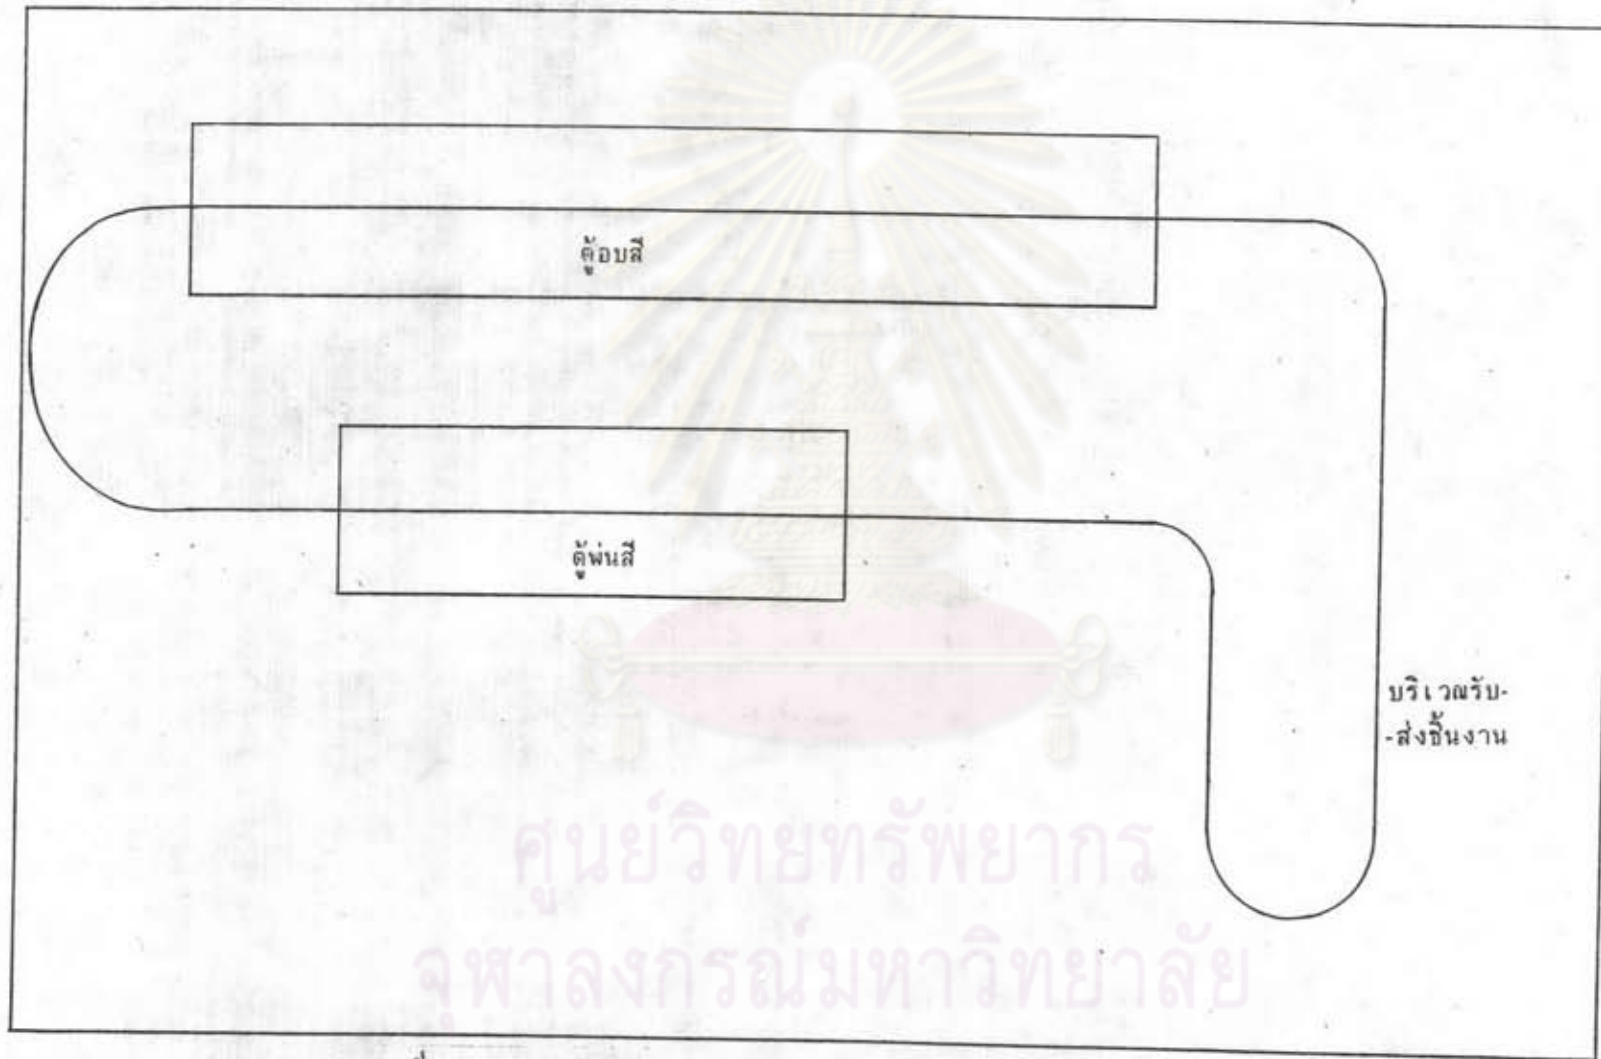 ตู้อบสี
ตู้พ่นสี
บริเวณรับ-
-ส่งชิ้นงาน
ศูนย์วิทยทรัพยากร
จุฬาลงกรณ์มหาวิทยาลัย